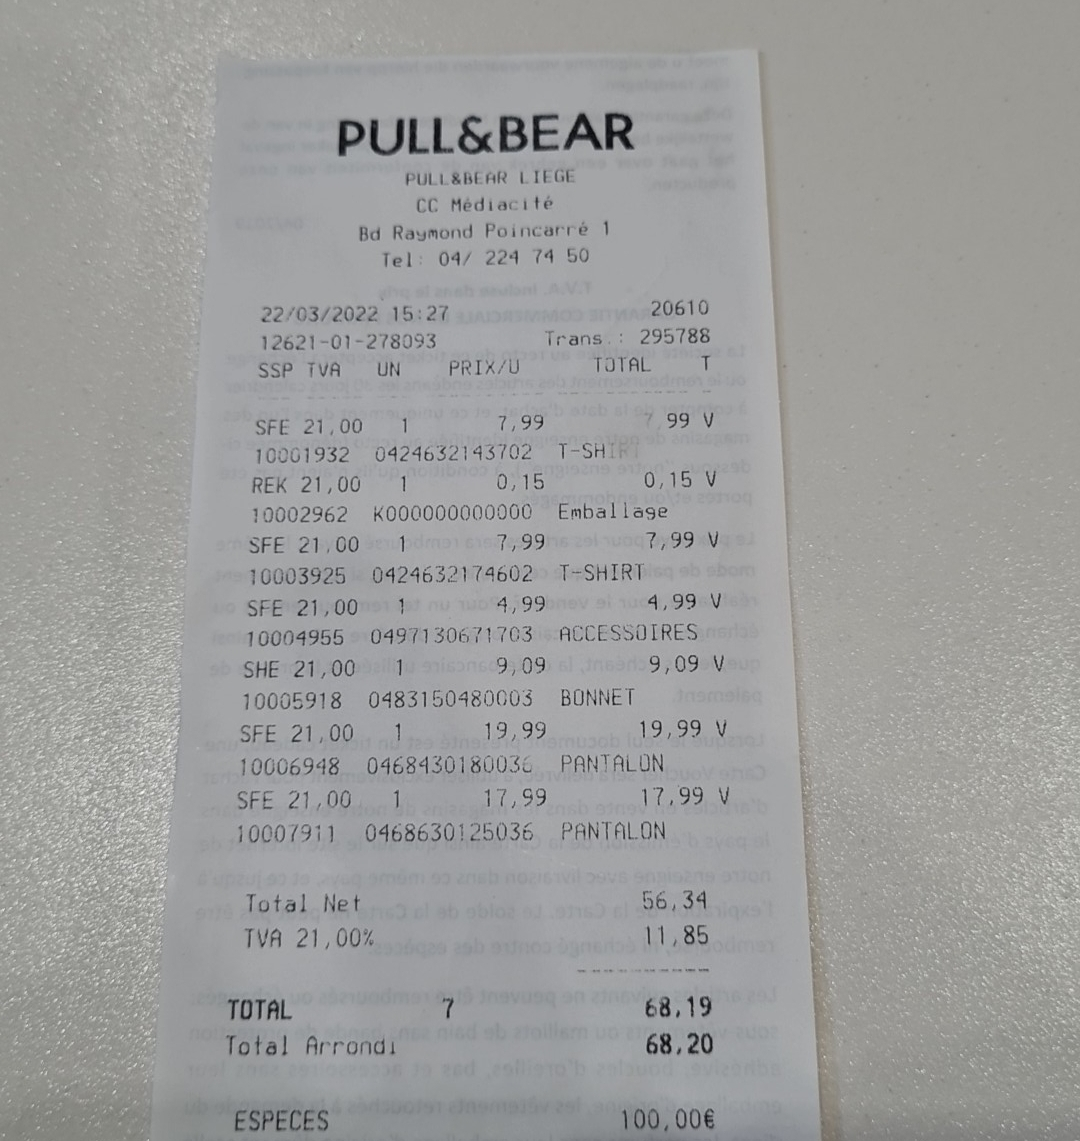 PULL&BEAR
PULL&BEAR LIEGE
CC Médiacité
Bd Raymond Poincarré 1
Tel: 04/ 224 74 50
22/03/2022 15:27 20610
12621-01-278093 Trans.: 295788
SSP TVA UN PRIX/U TOTAL T
SFE 21,00 1 7,99 7,99 V
10001932 0424632143702 T-SHIRT
REK 21,00 1 0,15 0,15 V
10002962 K000000000000 Emballage
SFE 21,00 1 7,99 7,99 V
10003925 0424632174602 T-SHIRT
SFE 21,00 1 4,99 4,99 V
10004955 0497130671703 ACCESSOIRES
SHE 21,00 1 9,09 9,09 V
10005918 0483150480003 BONNET
SFE 21,00 1 19,99 19,99 V
10006948 0468430180036 PANTALON
SFE 21,00 1 17,99 17,99 V
10007911 0468630125036 PANTALON
Total Net 56,34
TVA 21,00% 11,85
TOTAL 7 68,19
Total Arrondi 68,20
ESPECES 100,00€